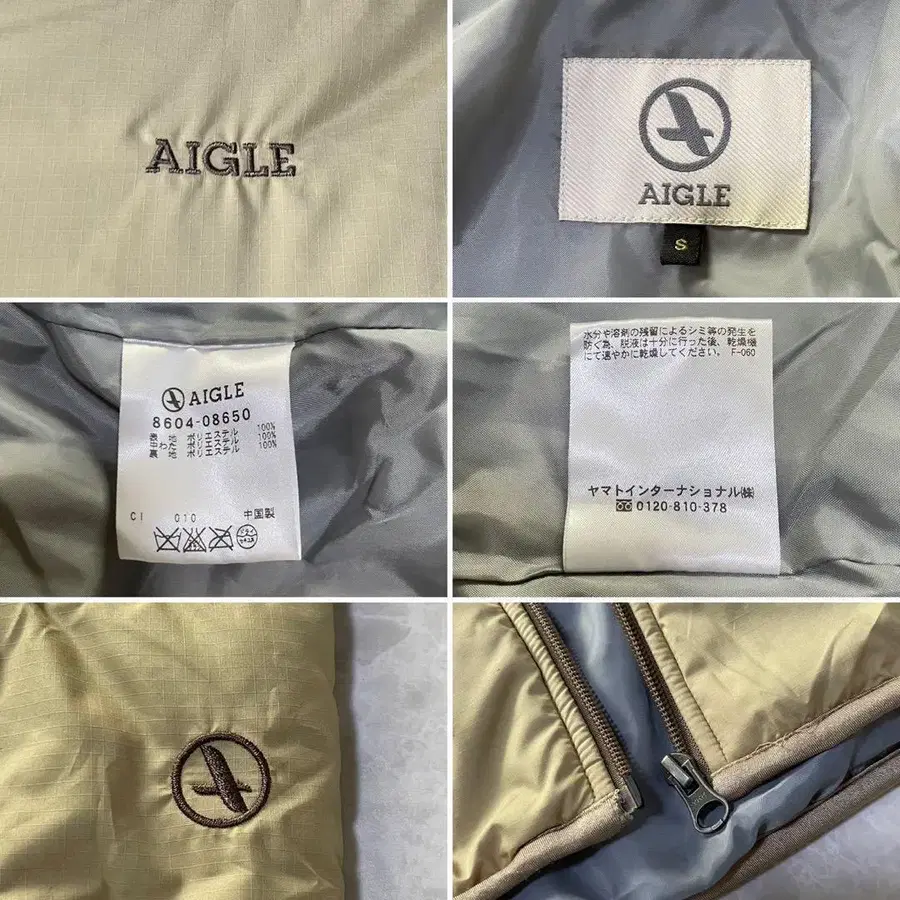 AIGLE
AIGLE
S
AIGLE
8604-08650
表地 ポリエステル 100%
中わた ポリエステル 100%
裏地 ポリエステル 100%
CI 010 中国製
水分や溶剤の残留によるシミ等の発生を
防ぐ為、脱液は十分に行った後、乾燥機
にて速やかに乾燥してください。 F-060
ヤマトインターナショナル(株)
0120-810-378